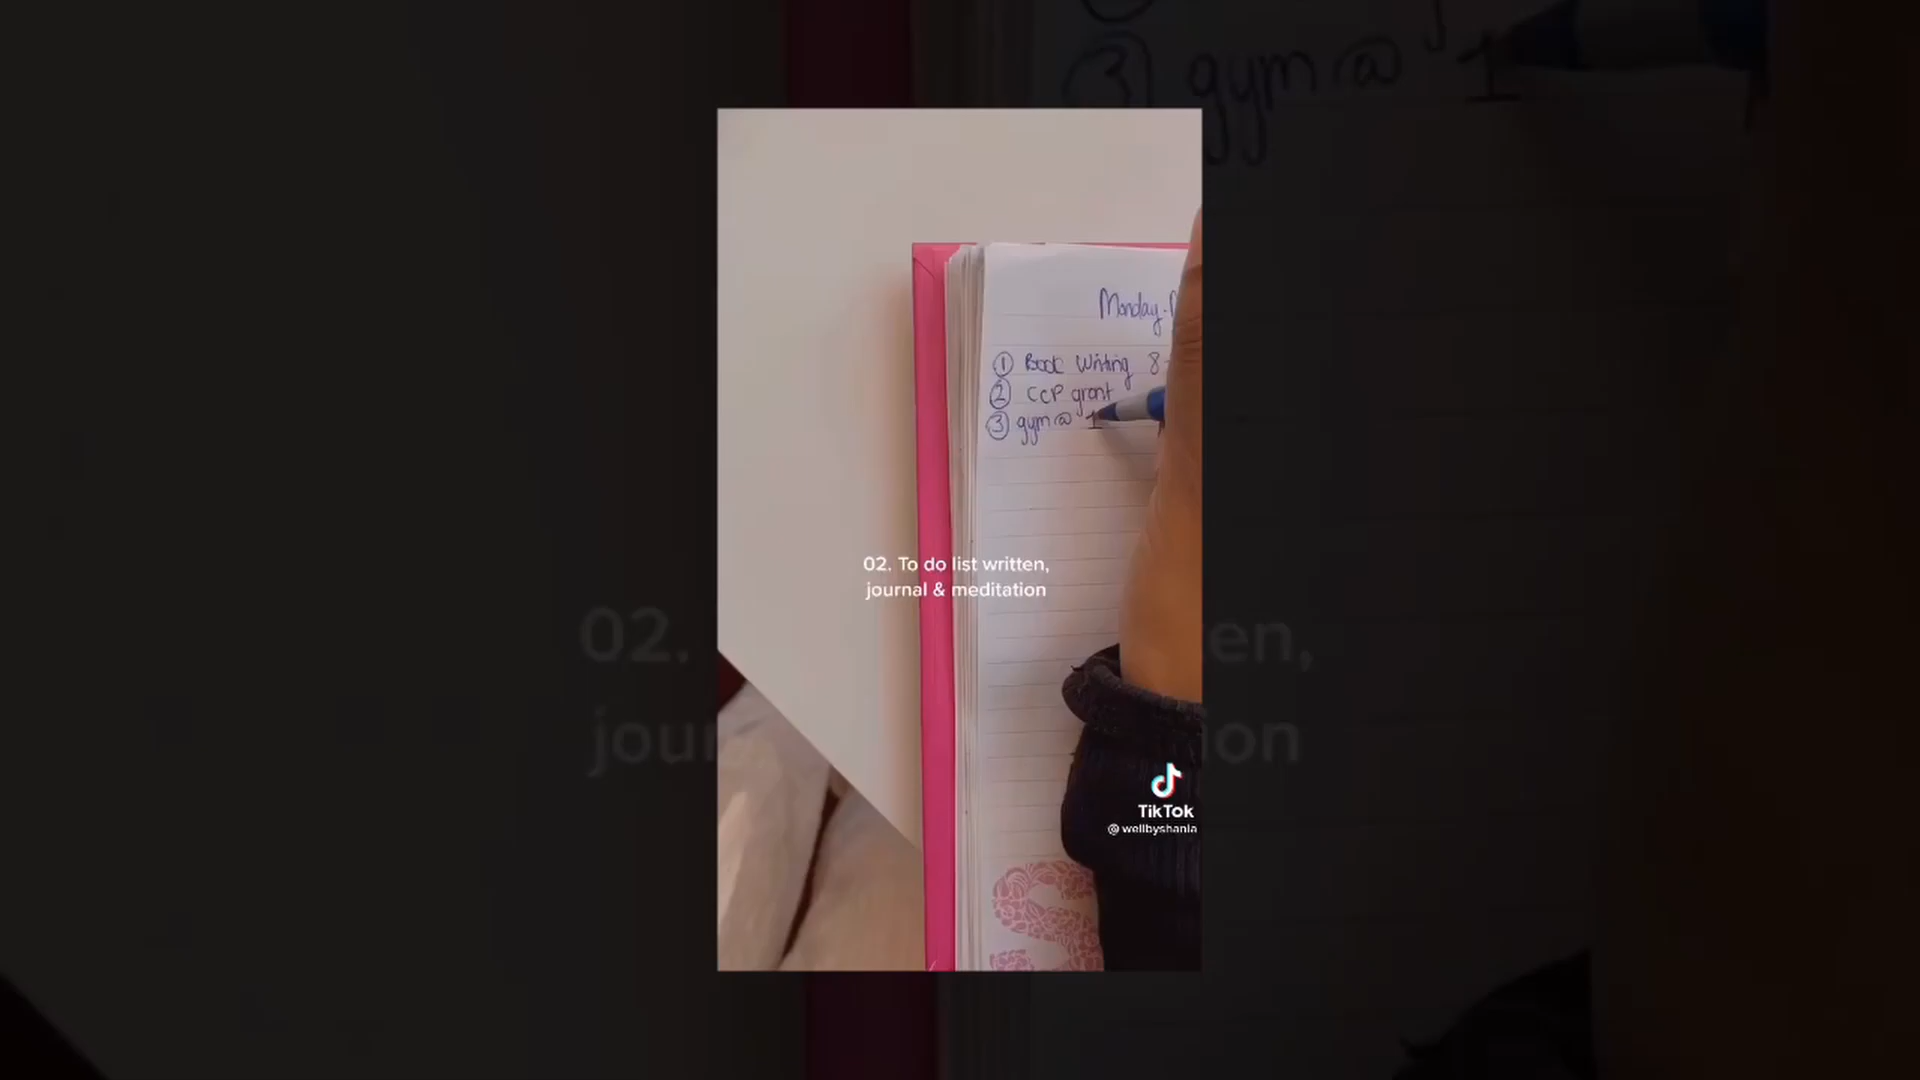 Monday.
① Book Writing 8-
② CCP grant
③ gym @ 1
02. To do list written,
journal & meditation
TikTok
@wellbyshania